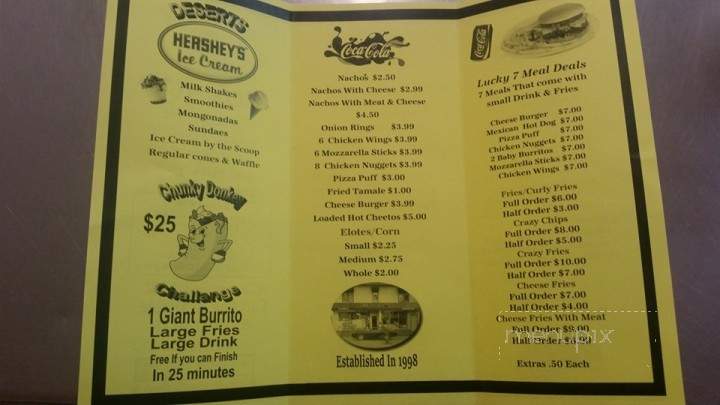 DESERTS
HERSHEY'S
Ice Cream
Milk Shakes
Smoothies
Mongonadas
Sundaes
Ice Cream by the Scoop
Regular cones & Waffle
Chunky Donkey
$25
Challange
1 Giant Burrito
Large Fries
Large Drink
Free If you can Finish
In 25 minutes
Coca-Cola
Nacho's $2.50
Nachos With Cheese $2.99
Nachos With Meat & Cheese
$4.50
Onion Rings $3.99
6 Chicken Wings $3.99
6 Mozzarella Sticks $3.99
8 Chicken Nuggets $3.99
Pizza Puff $3.00
Fried Tamale $1.00
Cheese Burger $3.99
Loaded Hot Cheetos $5.00
Elotes/Corn
Small $2.25
Medium $2.75
Whole $2.00
Established In 1998
Coca-Cola
Lucky 7 Meal Deals
7 Meals That come with
small Drink & Fries
Cheese Burger $7.00
Mexican Hot Dog $7.00
Pizza Puff $7.00
Chicken Nuggets $7.00
2 Baby Burritos $7.00
Mozzarella Sticks $7.00
Chicken Wings $7.00
Fries/Curly Fries
Full Order $6.00
Half Order $3.00
Crazy Chips
Full Order $8.00
Half Order $5.00
Crazy Fries
Full Order $10.00
Half Order $7.00
Cheese Fries
Full Order $7.00
Half Order $4.00
Cheese Fries With Meat
Full Order $9.00
Half Order
menupix
Extras .50 Each